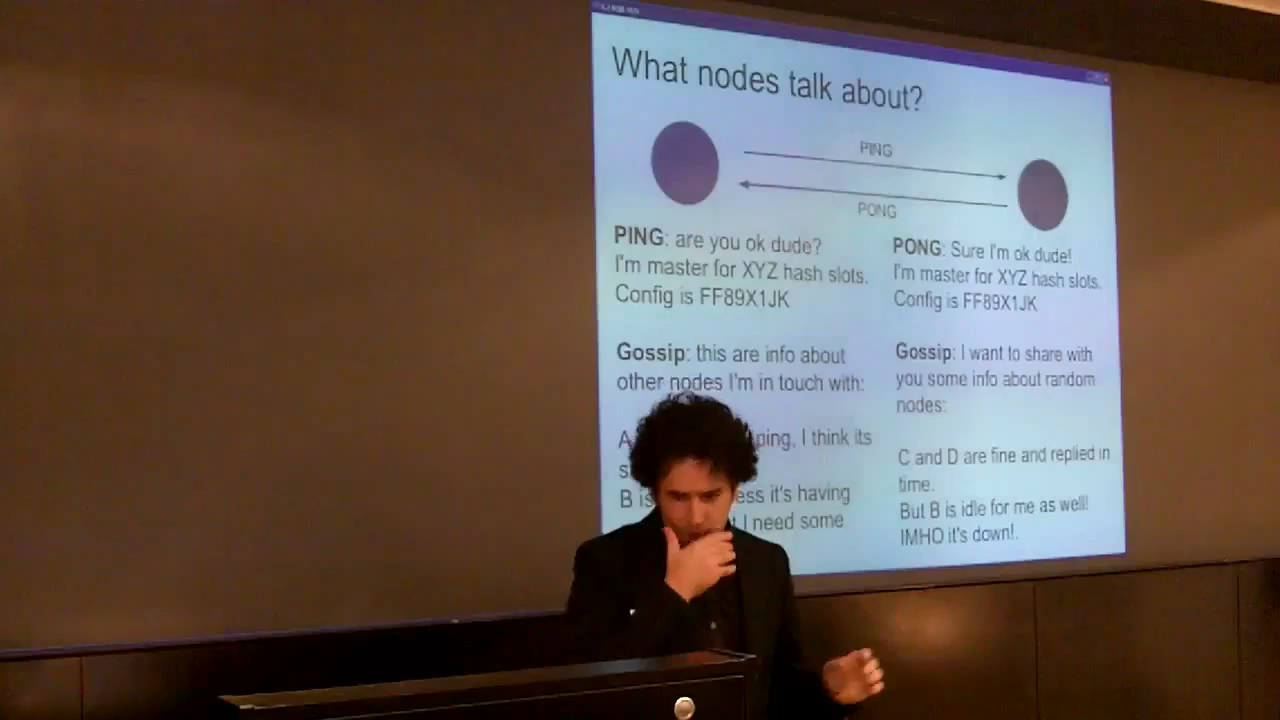 What nodes talk about?
PING
PONG
PING: are you ok dude?
I'm master for XYZ hash slots.
Config is FF89X1JK
Gossip: this are info about
other nodes I'm in touch with:
A ping, I think its
B is it's having
I need some
PONG: Sure I'm ok dude!
I'm master for XYZ hash slots.
Config is FF89X1JK
Gossip: I want to share with
you some info about random
nodes:
C and D are fine and replied in
time.
But B is idle for me as well!
IMHO it's down!.